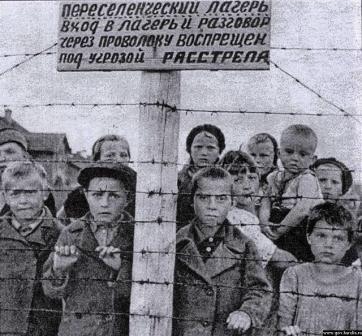 ПЕРЕСЕЛЕНЧЕСКИЙ ЛАГЕРЬ
ВХОД В ЛАГЕРЬ И РАЗГОВОР
ЧЕРЕЗ ПРОВОЛОКУ ВОСПРЕЩЕН
ПОД УГРОЗОЙ РАССТРЕЛА